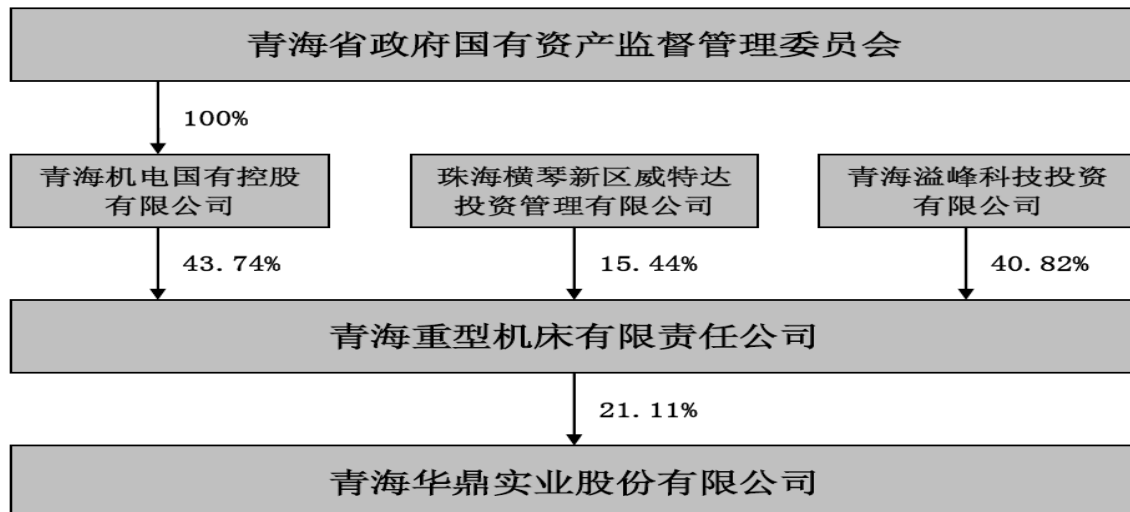 青海省政府国有资产监督管理委员会
100%
青海机电国有控股
有限公司
珠海横琴新区威特达
投资管理有限公司
青海溢峰科技投资
有限公司
43.74%
15.44%
40.82%
青海重型机床有限责任公司
21.11%
青海华鼎实业股份有限公司